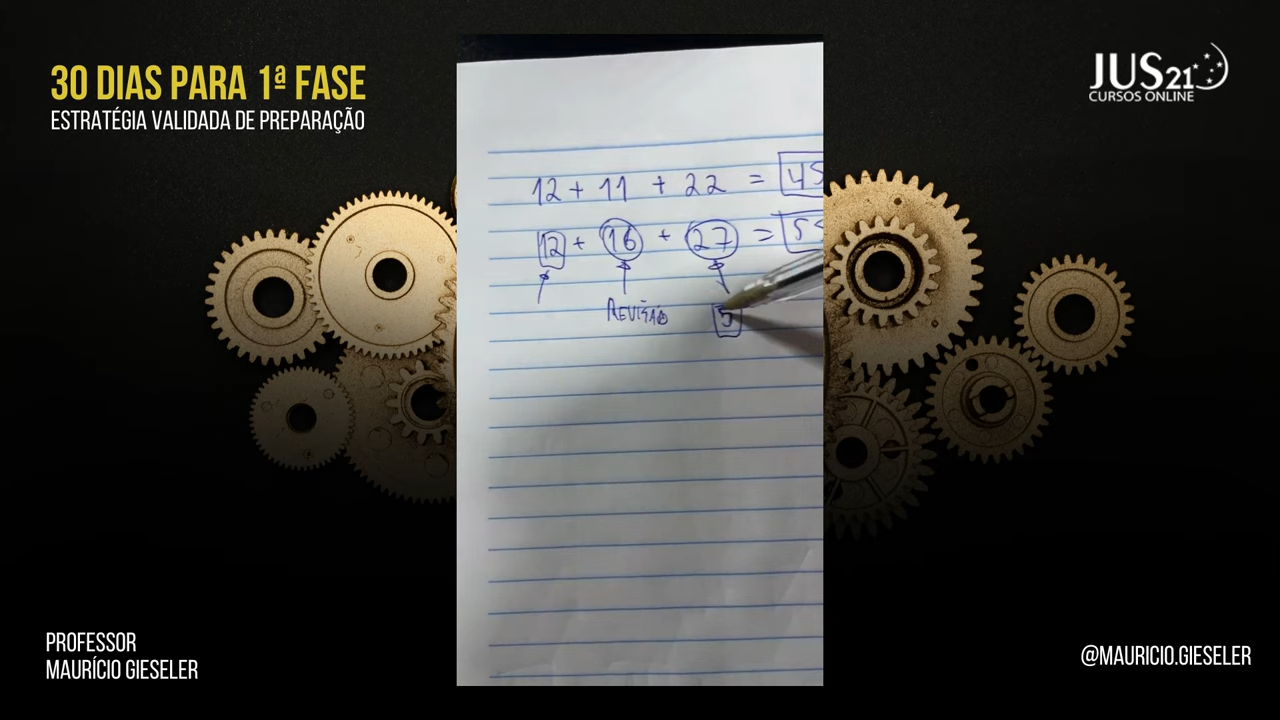 30 DIAS PARA 1ª FASE
ESTRATÉGIA VALIDADA DE PREPARAÇÃO
JUS21
CURSOS ONLINE
12 + 11 + 22 = 45
12 + 16 + 27 = 5
REVISÃO
5
PROFESSOR
MAURÍCIO GIESELER
@MAURICIO.GIESELER